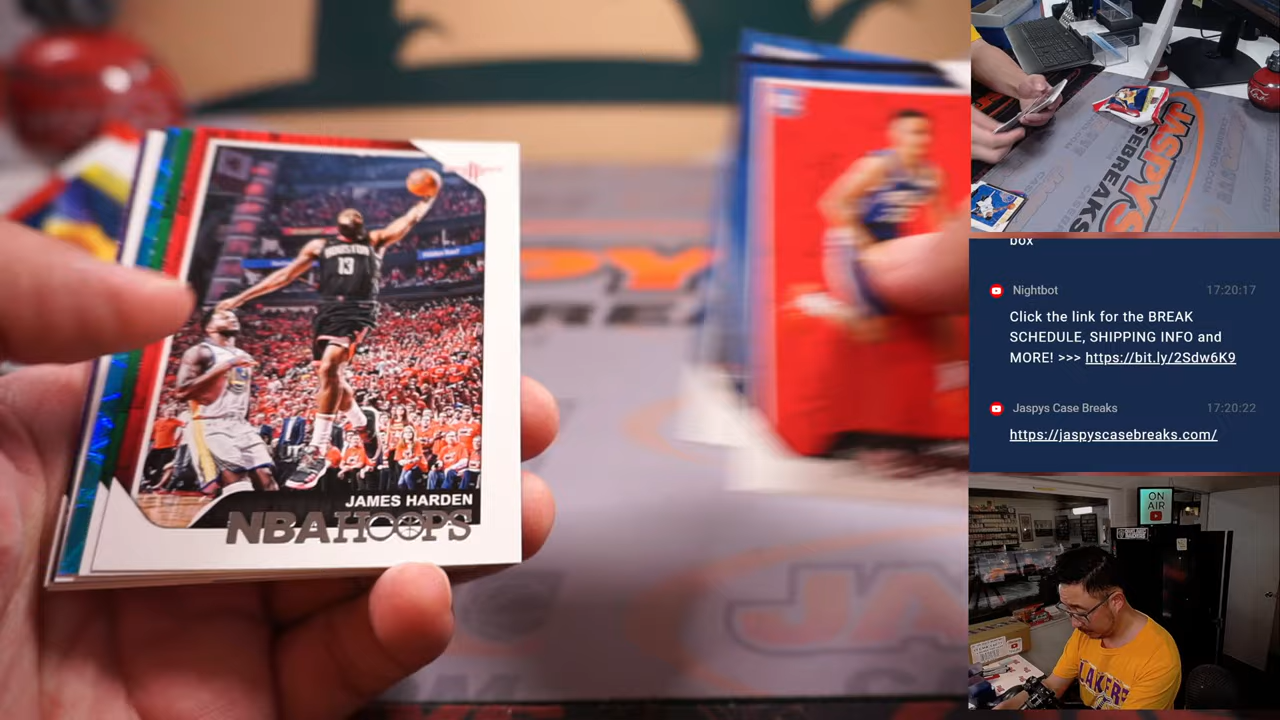 HOUSTON
13
JAMES HARDEN
NBA HOOPS
JASPYS
CASEBREAKS
box
Nightbot
17:20:17
Click the link for the BREAK
SCHEDULE, SHIPPING INFO and
MORE! >>> https://bit.ly/2Sdw6K9
Jaspys Case Breaks
17:20:22
https://jaspyscasebreaks.com/
ON
AIR
LAKERS